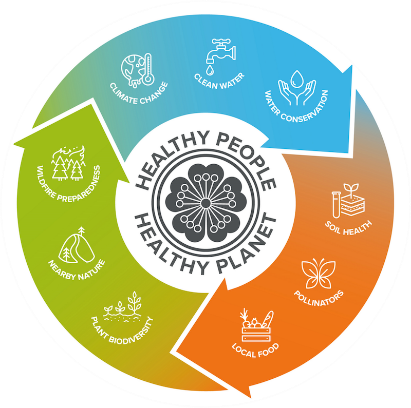 HEALTHY PEOPLE
HEALTHY PLANET
CLIMATE CHANGE
CLEAN WATER
WATER CONSERVATION
SOIL HEALTH
POLLINATORS
LOCAL FOOD
PLANT BIODIVERSITY
NEARBY NATURE
WILDFIRE PREPAREDNESS